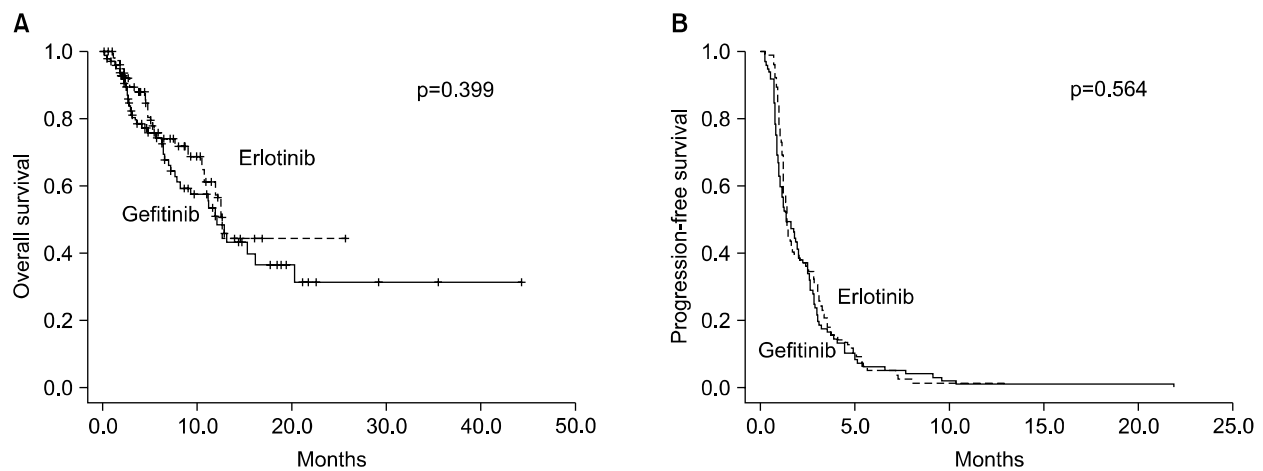 A
1.0
0.8
0.6
0.4
0.2
0.0
Overall survival
p=0.399
Erlotinib
Gefitinib
0.0 10.0 20.0 30.0 40.0 50.0
Months
B
1.0
0.8
0.6
0.4
0.2
0.0
Progression-free survival
p=0.564
Erlotinib
Gefitinib
0.0 5.0 10.0 15.0 20.0 25.0
Months